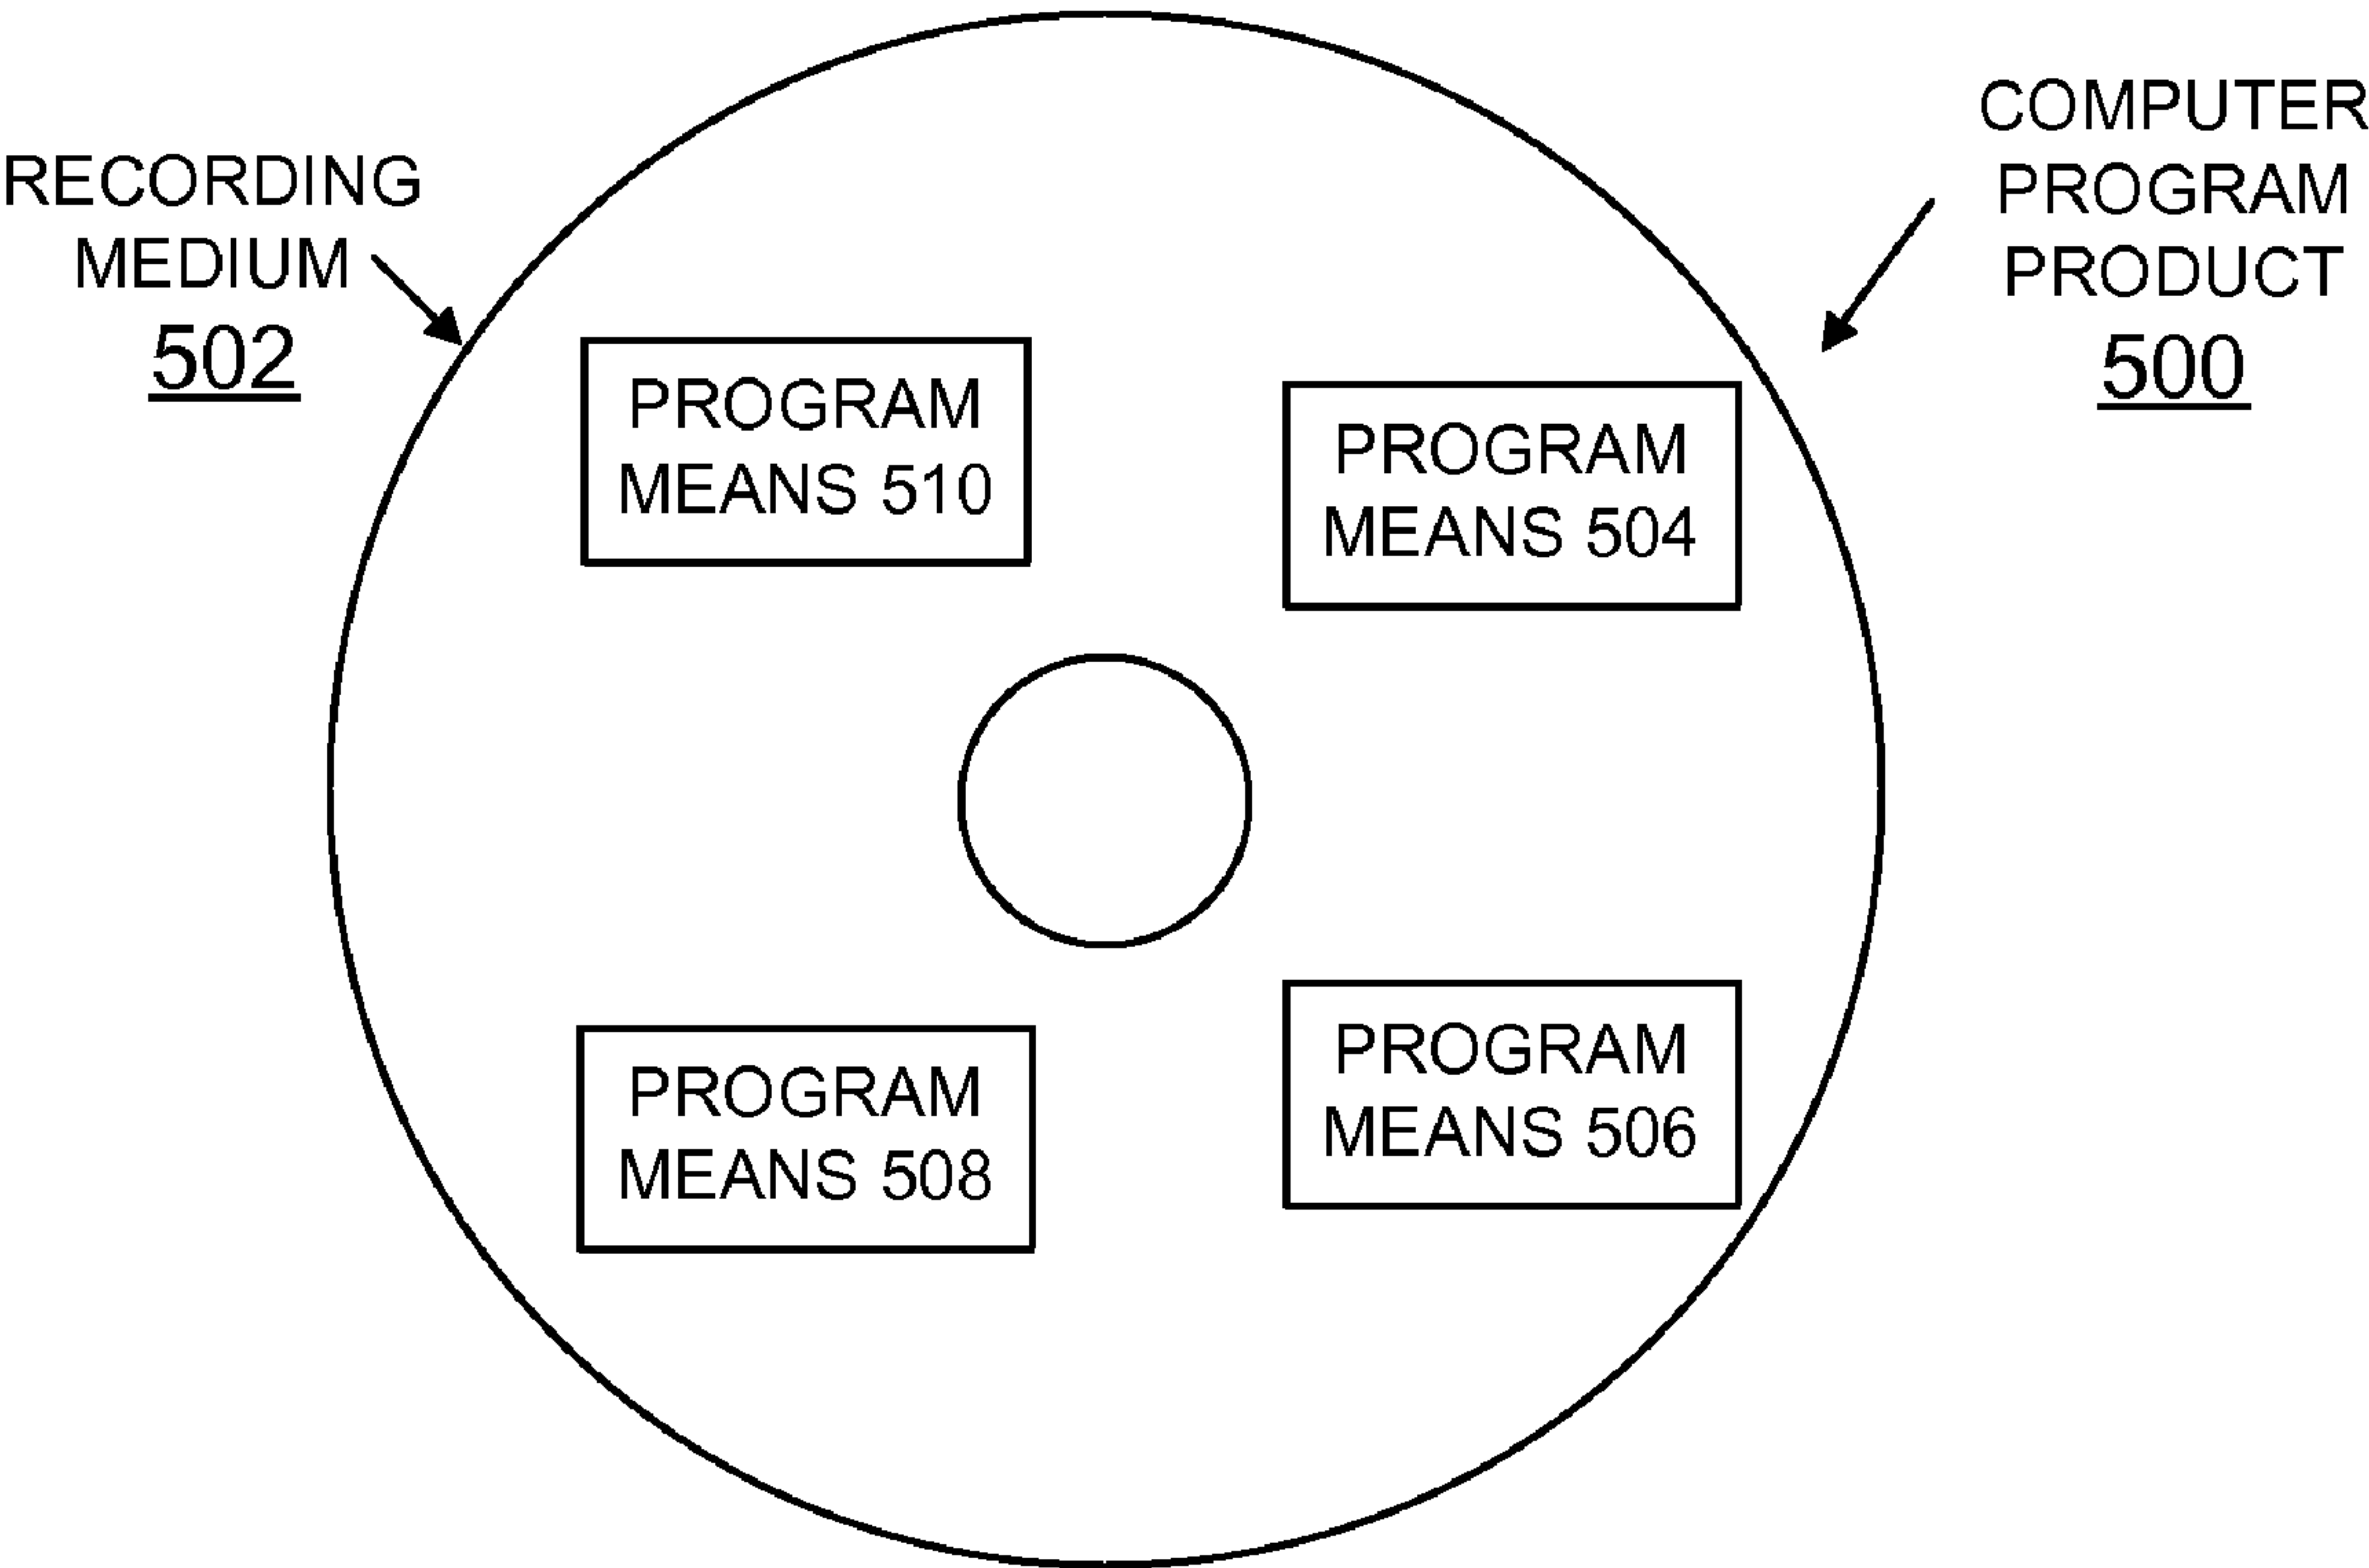 RECORDING
MEDIUM
502
COMPUTER
PROGRAM
PRODUCT
500
PROGRAM
MEANS 510
PROGRAM
MEANS 504
PROGRAM
MEANS 508
PROGRAM
MEANS 506